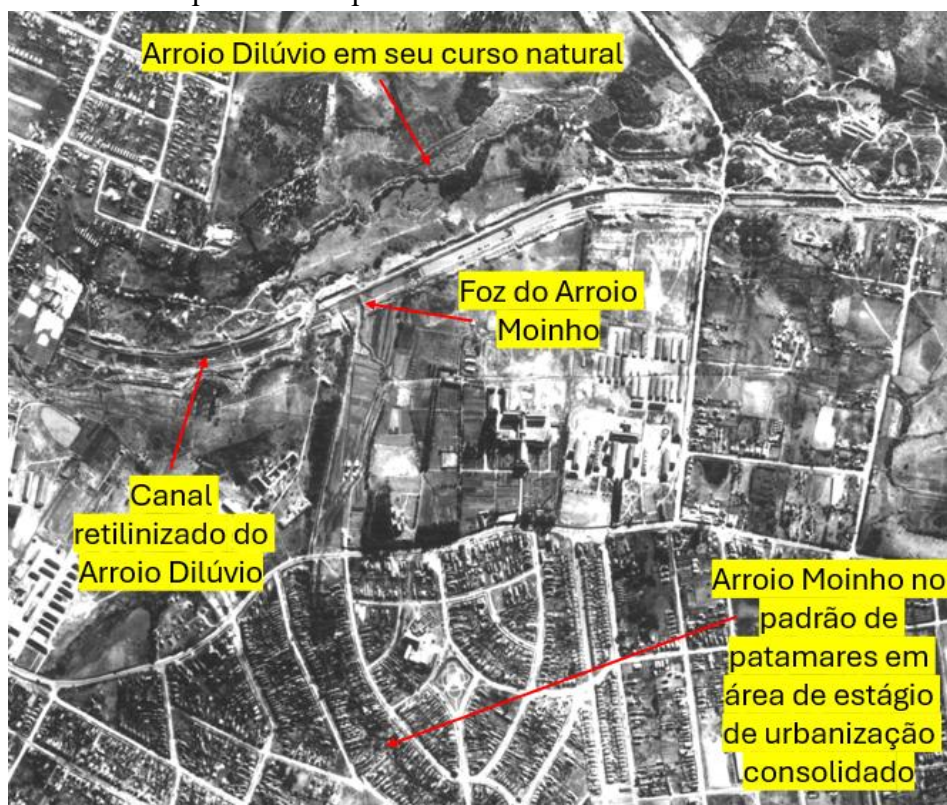 Arroio Dilúvio em seu curso natural
Foz do Arroio
Moinho
Canal
retilinizado do
Arroio Dilúvio
Arroio Moinho no
padrão de
patamares em
área de estágio
de urbanização
consolidado